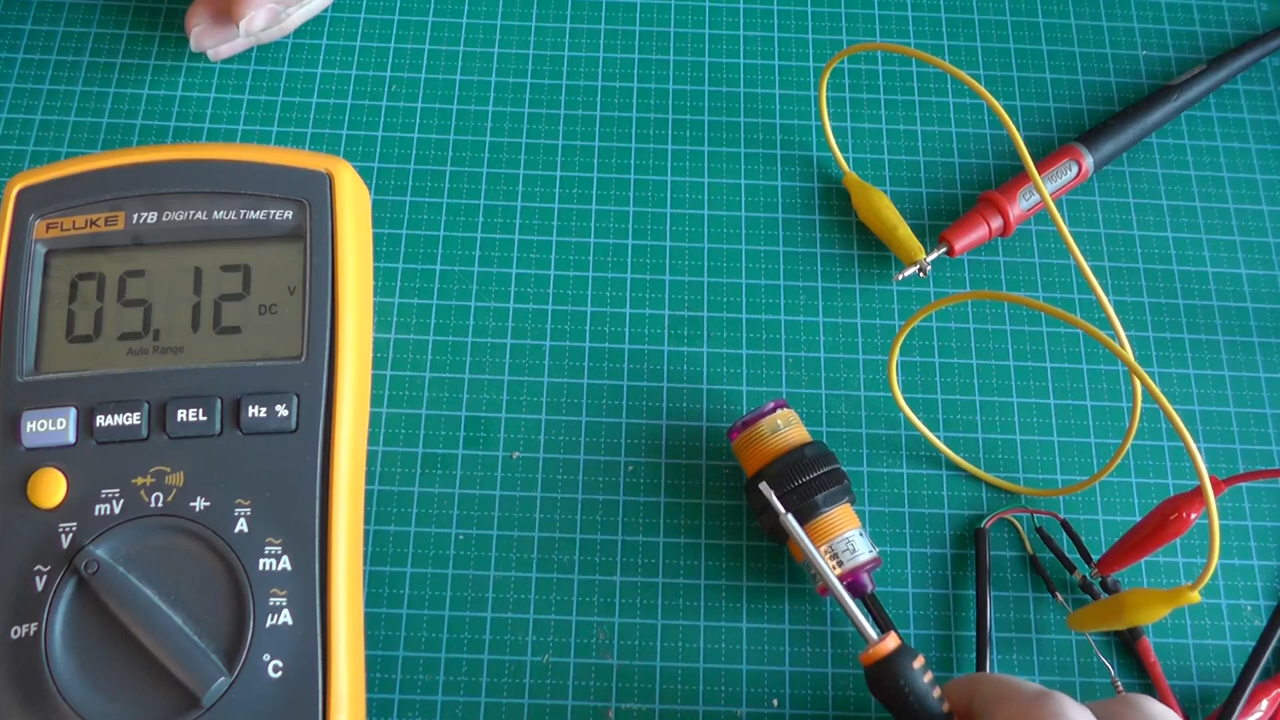 FLUKE 17B DIGITAL MULTIMETER
05.12 DC V
Auto Range
HOLD RANGE REL Hz %
mV Ω A
V mA
V µA
OFF °C